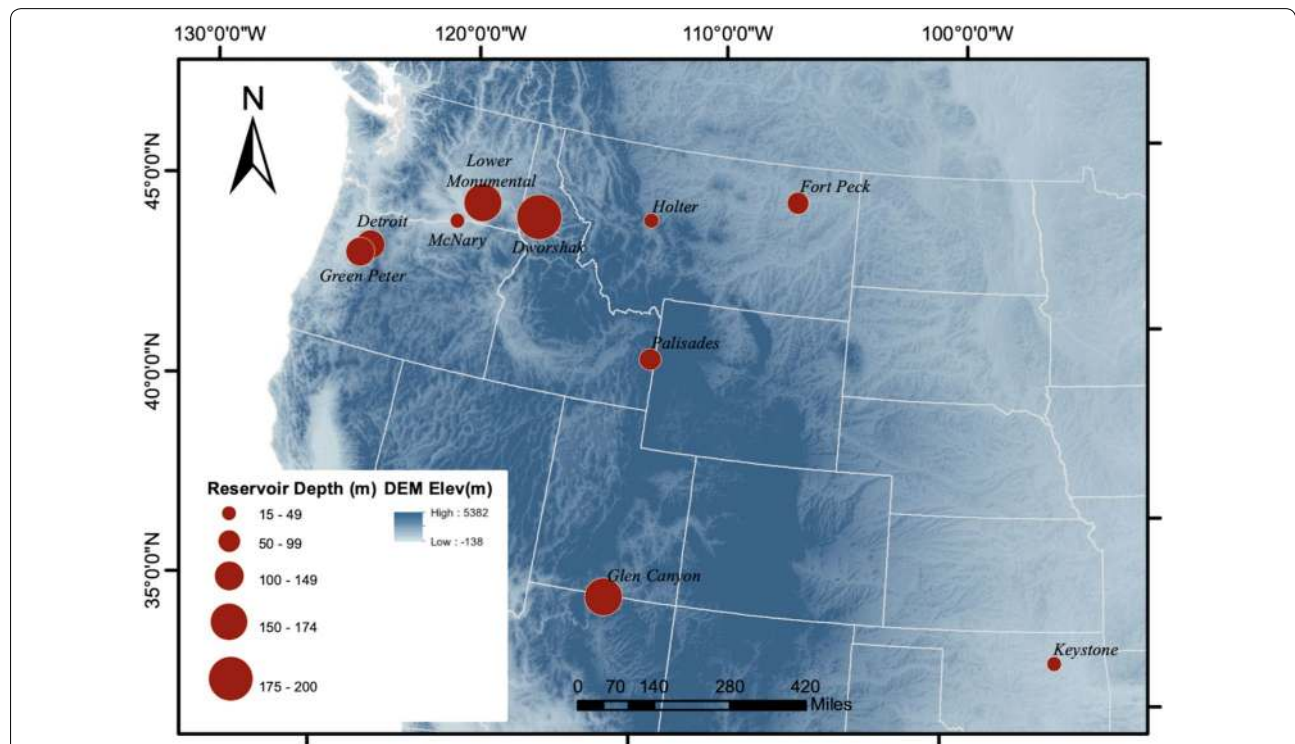 130°0'0"W
120°0'0"W
110°0'0"W
100°0'0"W
N
45°0'0"N
40°0'0"N
35°0'0"N
Lower
Monumental
Fort Peck
Holter
Detroit
McNary
Dworshak
Green Peter
Palisades
Glen Canyon
Keystone
Reservoir Depth (m)
15 - 49
50 - 99
100 - 149
150 - 174
175 - 200
DEM Elev(m)
High : 5382
Low : -138
0 70 140 280 420
Miles